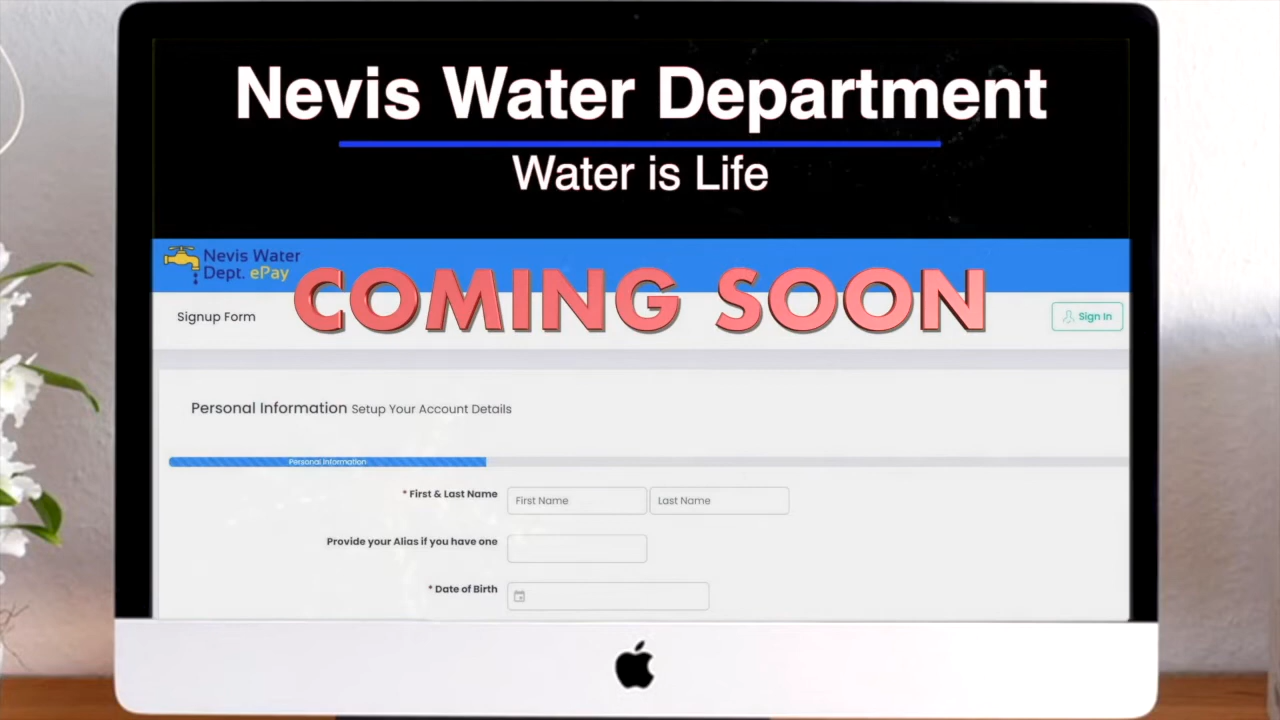 Nevis Water Department
Water is Life
Nevis Water
Dept. ePay
COMING SOON
Signup Form
Sign In
Personal Information Setup Your Account Details
Personal Information
* First & Last Name First Name Last Name
Provide your Alias if you have one
* Date of Birth